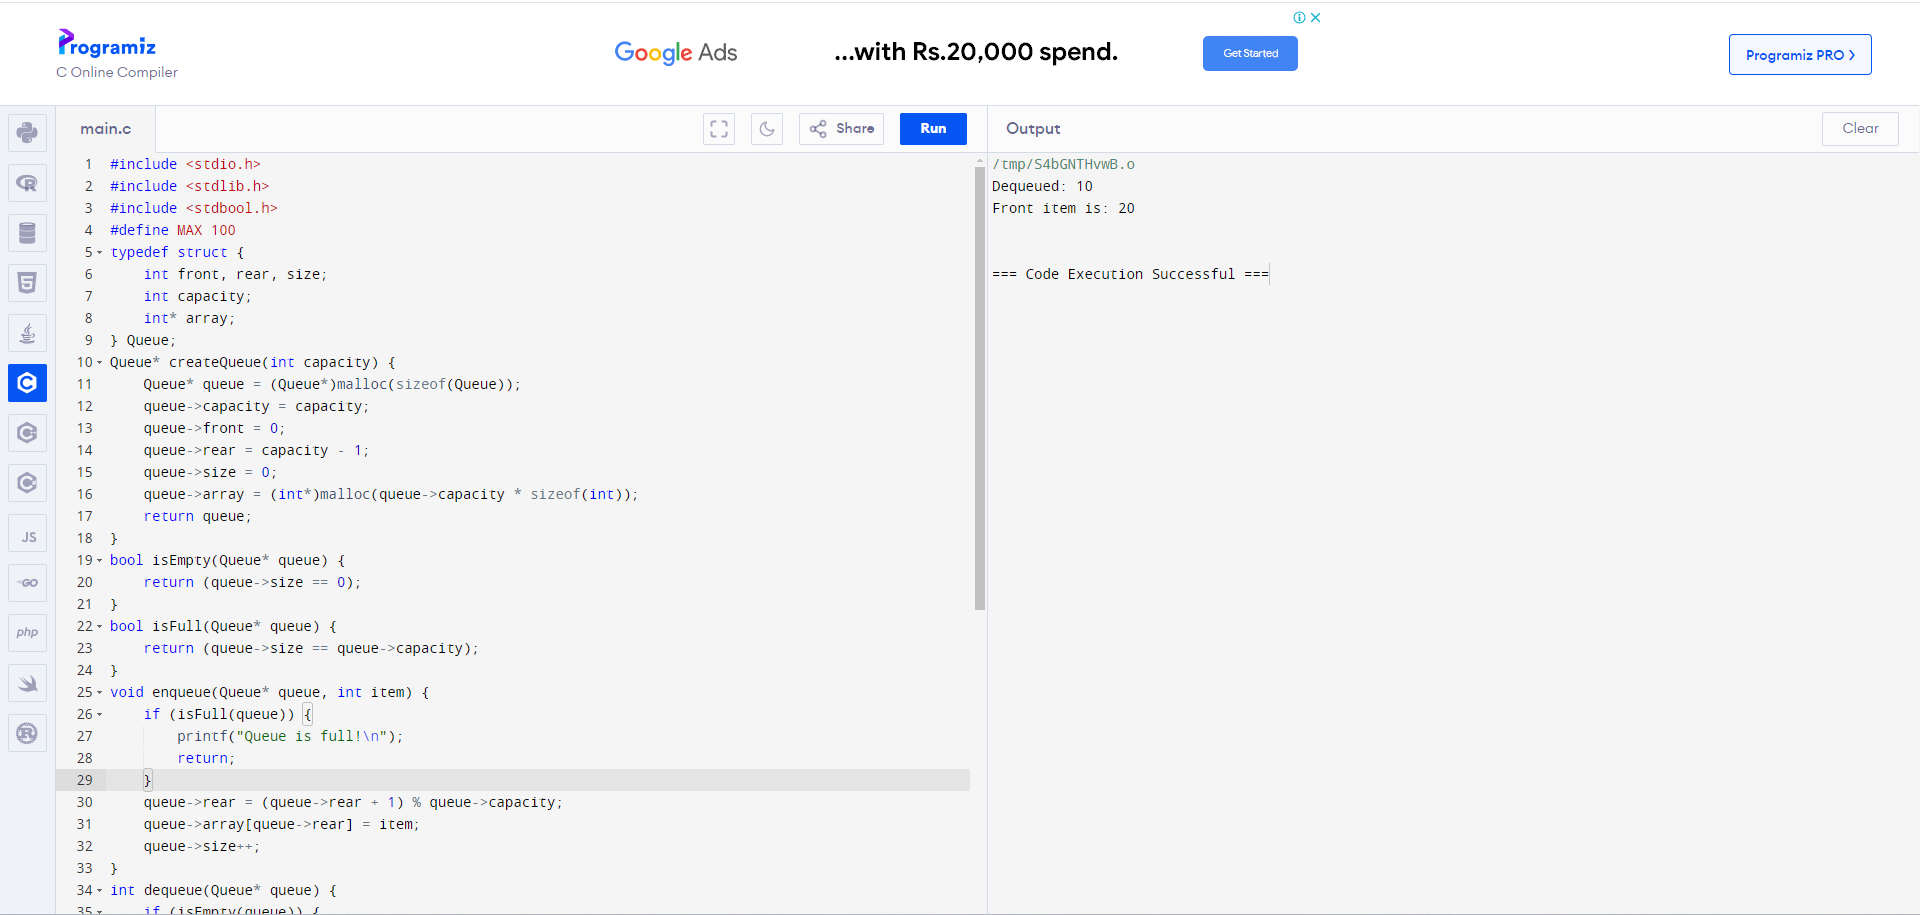 Programiz
C Online Compiler
Google Ads
...with Rs.20,000 spend.
Get Started
Programiz PRO >
main.c
Share
Run
Output
Clear
JS
GO
php
1 #include <stdio.h>
2 #include <stdlib.h>
3 #include <stdbool.h>
4 #define MAX 100
5 typedef struct {
6     int front, rear, size;
7     int capacity;
8     int* array;
9 } Queue;
10 Queue* createQueue(int capacity) {
11     Queue* queue = (Queue*)malloc(sizeof(Queue));
12     queue->capacity = capacity;
13     queue->front = 0;
14     queue->rear = capacity - 1;
15     queue->size = 0;
16     queue->array = (int*)malloc(queue->capacity * sizeof(int));
17     return queue;
18 }
19 bool isEmpty(Queue* queue) {
20     return (queue->size == 0);
21 }
22 bool isFull(Queue* queue) {
23     return (queue->size == queue->capacity);
24 }
25 void enqueue(Queue* queue, int item) {
26     if (isFull(queue)) {
27         printf("Queue is full!\n");
28         return;
29     }
30     queue->rear = (queue->rear + 1) % queue->capacity;
31     queue->array[queue->rear] = item;
32     queue->size++;
33 }
34 int dequeue(Queue* queue) {
35     if (isEmpty(queue)) {
/tmp/S4bGNTHvwB.o
Dequeued: 10
Front item is: 20
=== Code Execution Successful ===